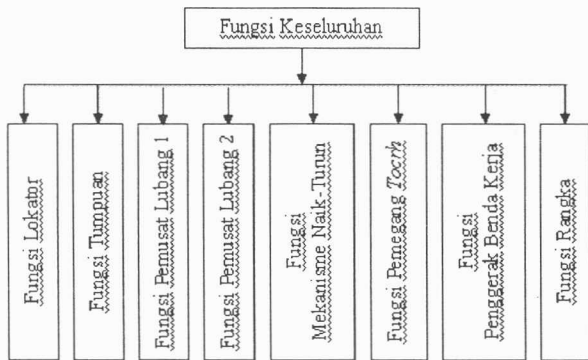 Fungsi Keseluruhan
Fungsi Lokator
Fungsi Tumpuan
Fungsi Pemusat Lubang 1
Fungsi Pemusat Lubang 2
Fungsi
Mekanisme Naik-Turun
Fungsi Pemegang Tocrh
Fungsi
Penggerak Benda Kerja
Fungsi Rangka